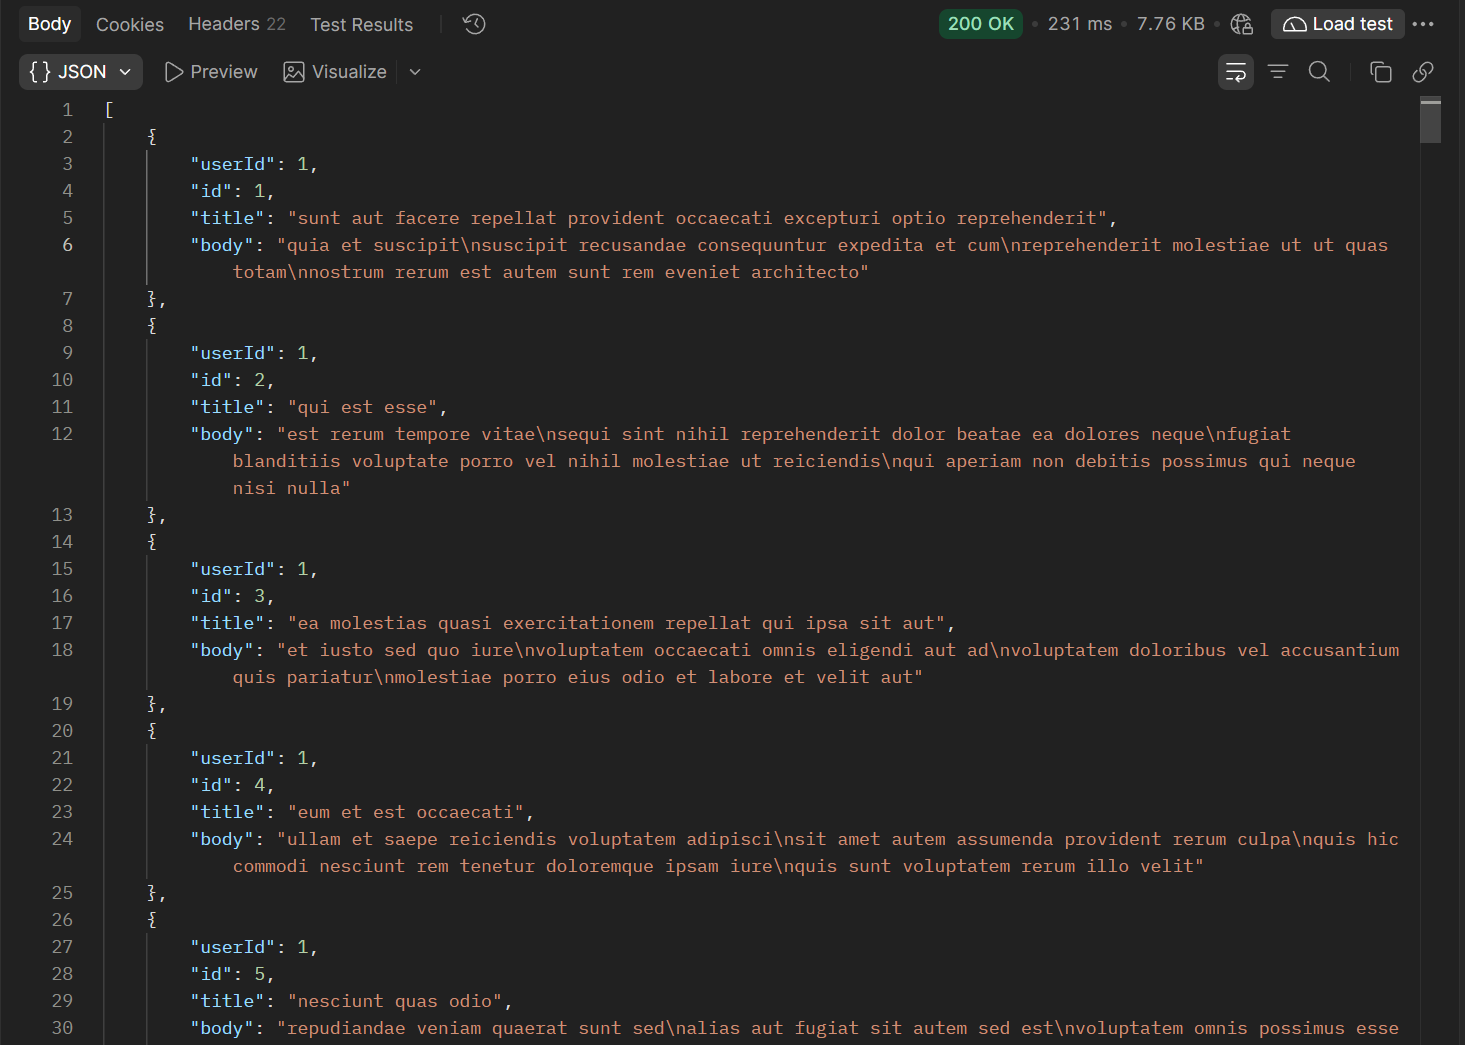 Body Cookies Headers 22 Test Results 200 OK • 231 ms • 7.76 KB • Load test •••
{} JSON Preview Visualize
1 [
2 {
3 "userId": 1,
4 "id": 1,
5 "title": "sunt aut facere repellat provident occaecati excepturi optio reprehenderit",
6 "body": "quia et suscipit\nsuscipit recusandae consequuntur expedita et cum\nreprehenderit molestiae ut ut quas
totam\nnostrum rerum est autem sunt rem eveniet architecto"
7 },
8 {
9 "userId": 1,
10 "id": 2,
11 "title": "qui est esse",
12 "body": "est rerum tempore vitae\nsequi sint nihil reprehenderit dolor beatae ea dolores neque\nfugiat
blanditiis voluptate porro vel nihil molestiae ut reiciendis\nqui aperiam non debitis possimus qui neque
nisi nulla"
13 },
14 {
15 "userId": 1,
16 "id": 3,
17 "title": "ea molestias quasi exercitationem repellat qui ipsa sit aut",
18 "body": "et iusto sed quo iure\nvoluptatem occaecati omnis eligendi aut ad\nvoluptatem doloribus vel accusantium
quis pariatur\nmolestiae porro eius odio et labore et velit aut"
19 },
20 {
21 "userId": 1,
22 "id": 4,
23 "title": "eum et est occaecati",
24 "body": "ullam et saepe reiciendis voluptatem adipisci\nsit amet autem assumenda provident rerum culpa\nquis hic
commodi nesciunt rem tenetur doloremque ipsam iure\nquis sunt voluptatem rerum illo velit"
25 },
26 {
27 "userId": 1,
28 "id": 5,
29 "title": "nesciunt quas odio",
30 "body": "repudiandae veniam quaerat sunt sed\nalias aut fugiat sit autem sed est\nvoluptatem omnis possimus esse